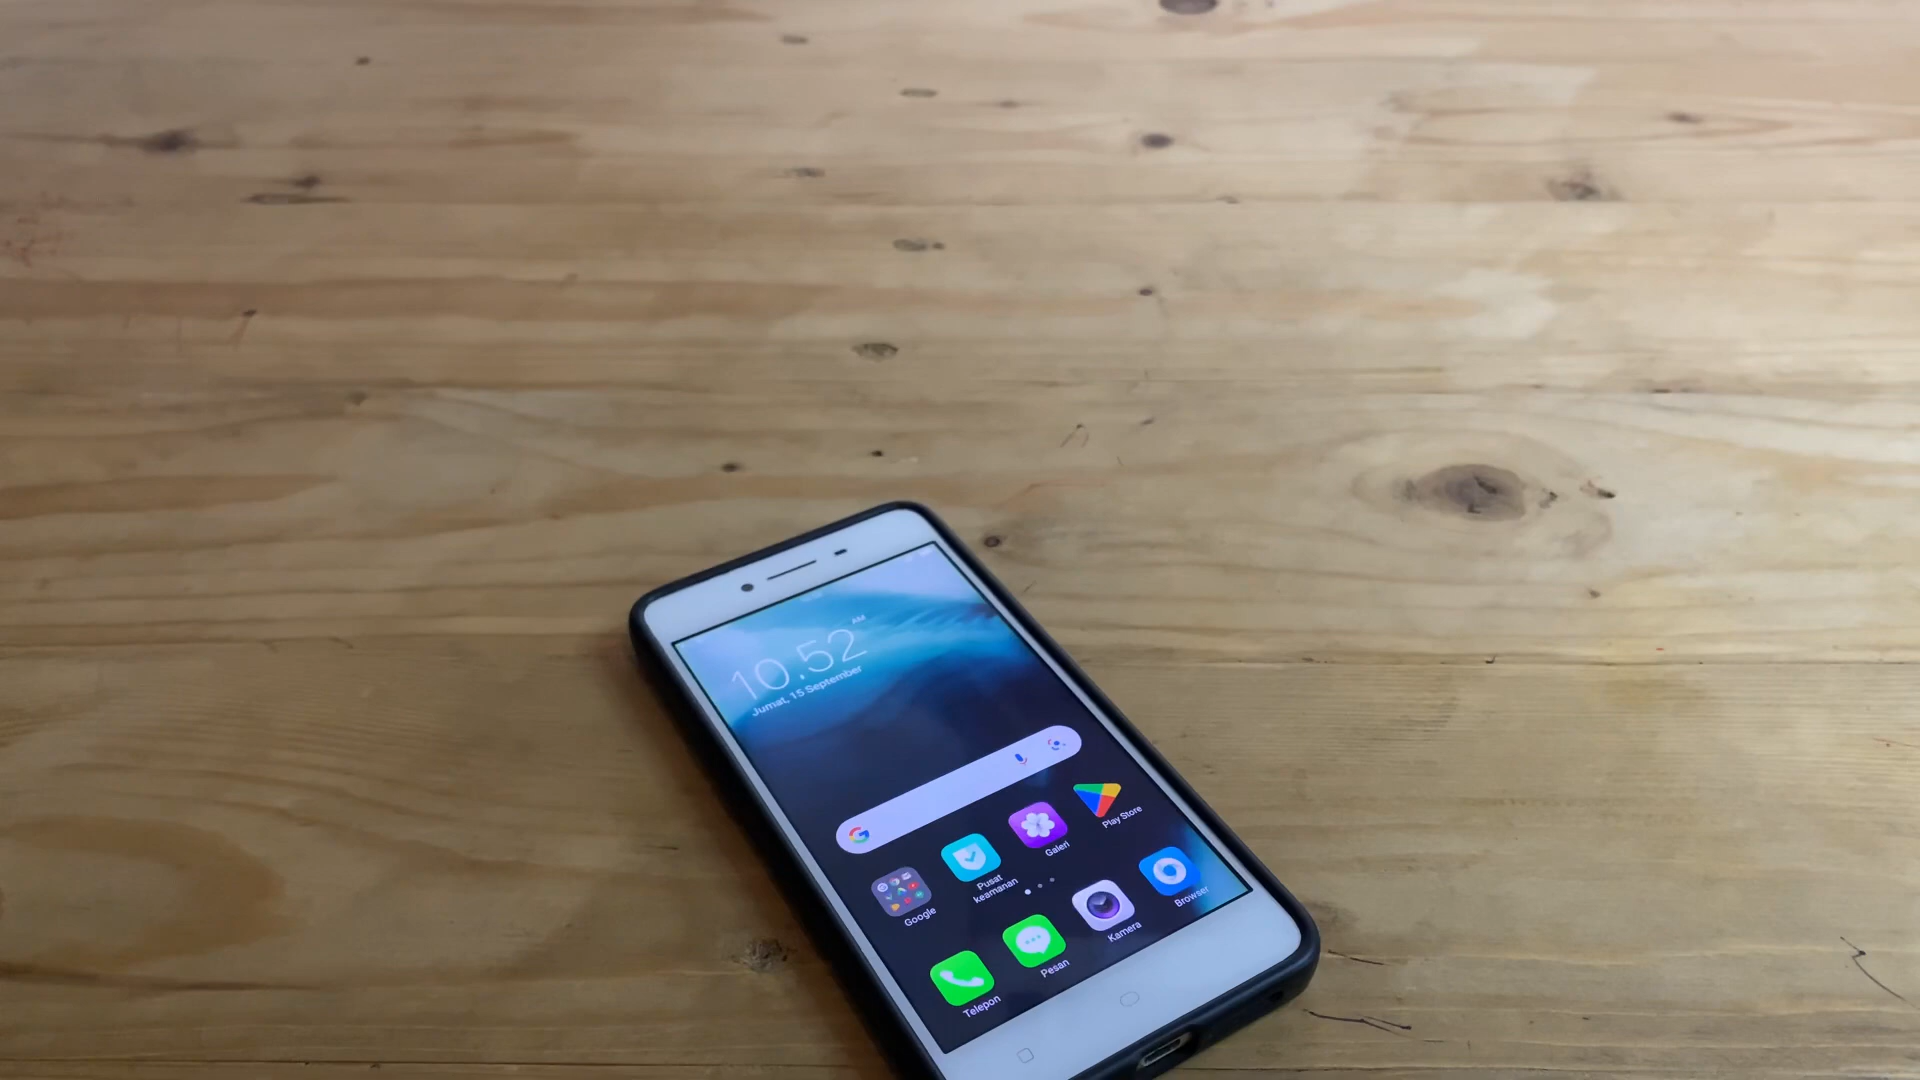 AM
10.52
Jumat, 15 September
Google
Pusat
keamanan
Galeri
Play Store
Telepon
Pesan
Kamera
Browser